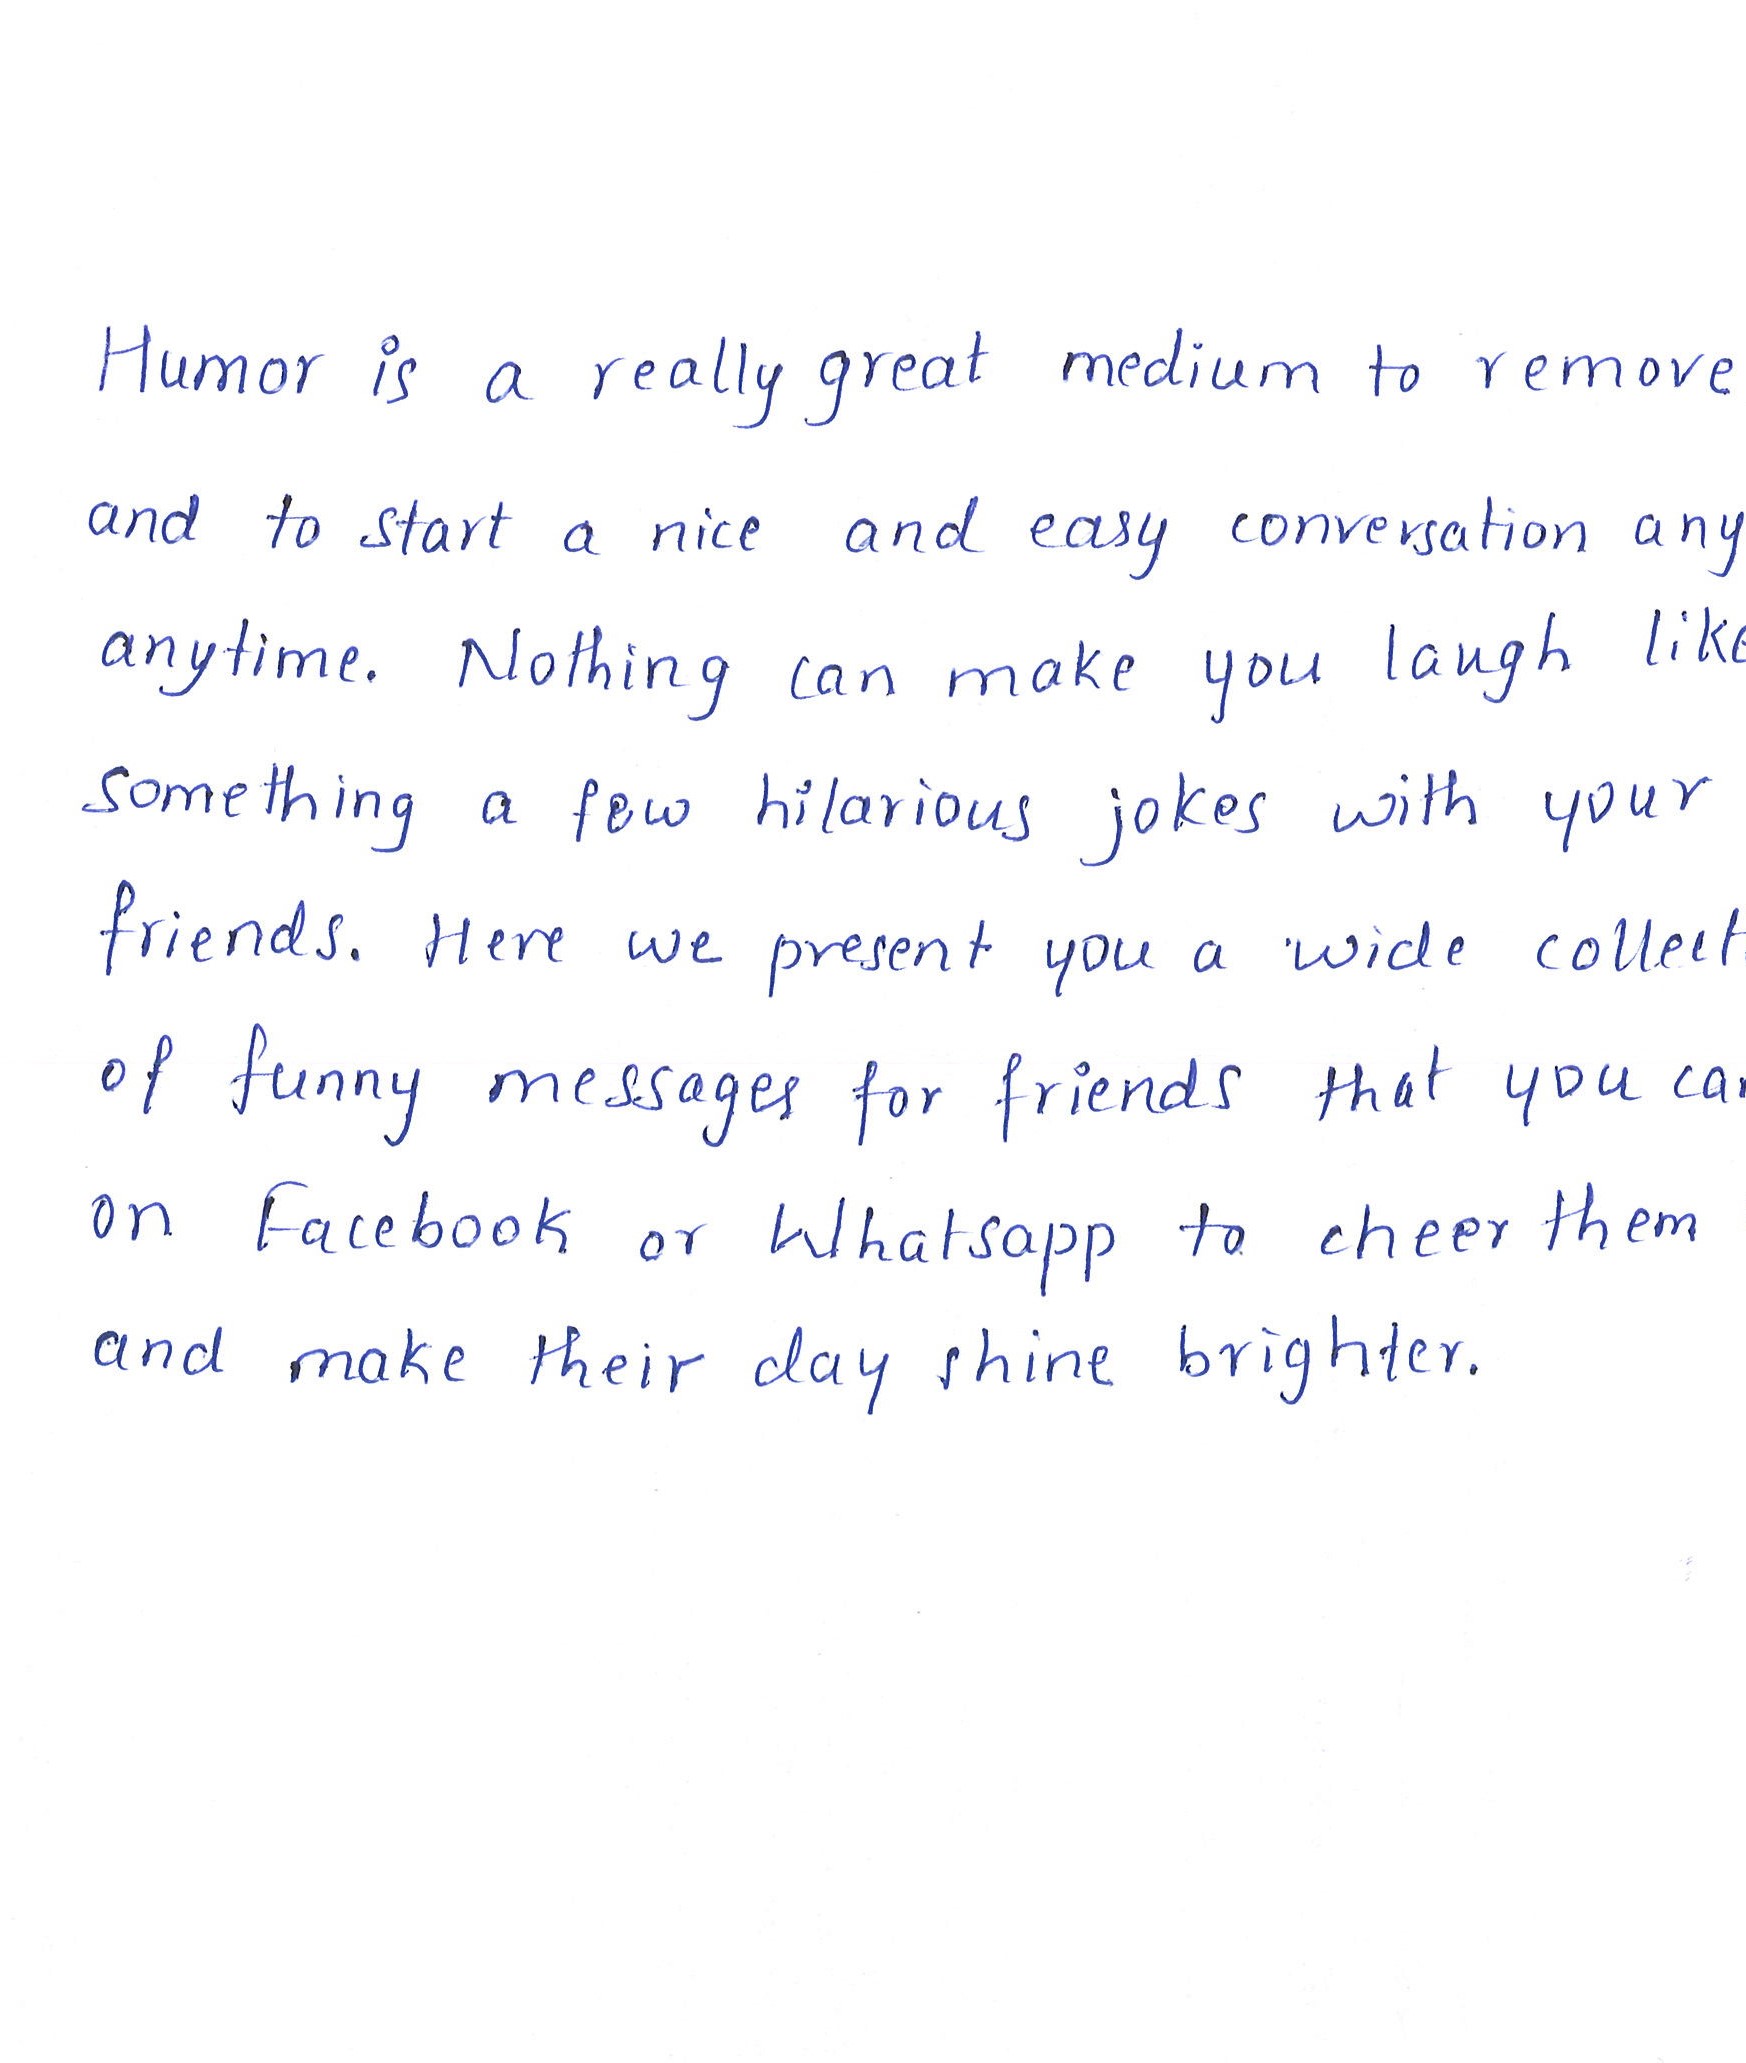 Humor is a really great medium to remove
and to start a nice and easy conversation any
anytime. Nothing can make you laugh like
something a few hilarious jokes with your
friends. Here we present you a wide collect
of funny messages for friends that you can
on Facebook or Whatsapp to cheer them
and make their day shine brighter.